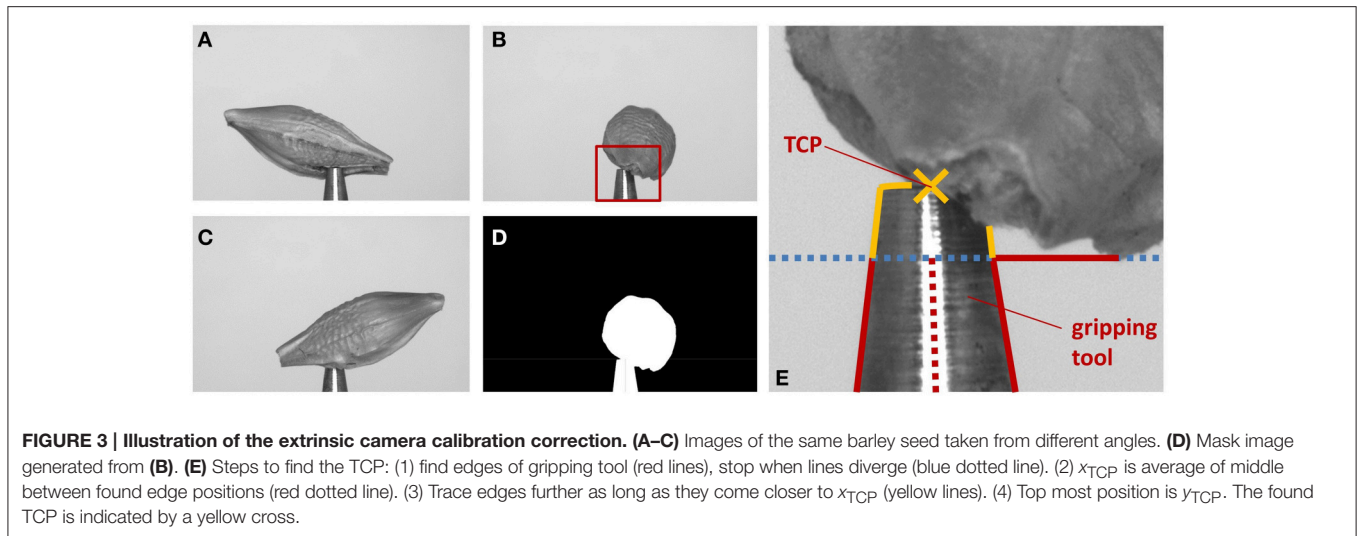 A
B
C
D
TCP
gripping
tool
E
FIGURE 3 | Illustration of the extrinsic camera calibration correction. (A–C) Images of the same barley seed taken from different angles. (D) Mask image
generated from (B). (E) Steps to find the TCP: (1) find edges of gripping tool (red lines), stop when lines diverge (blue dotted line). (2) xTCP is average of middle
between found edge positions (red dotted line). (3) Trace edges further as long as they come closer to xTCP (yellow lines). (4) Top most position is yTCP. The found
TCP is indicated by a yellow cross.